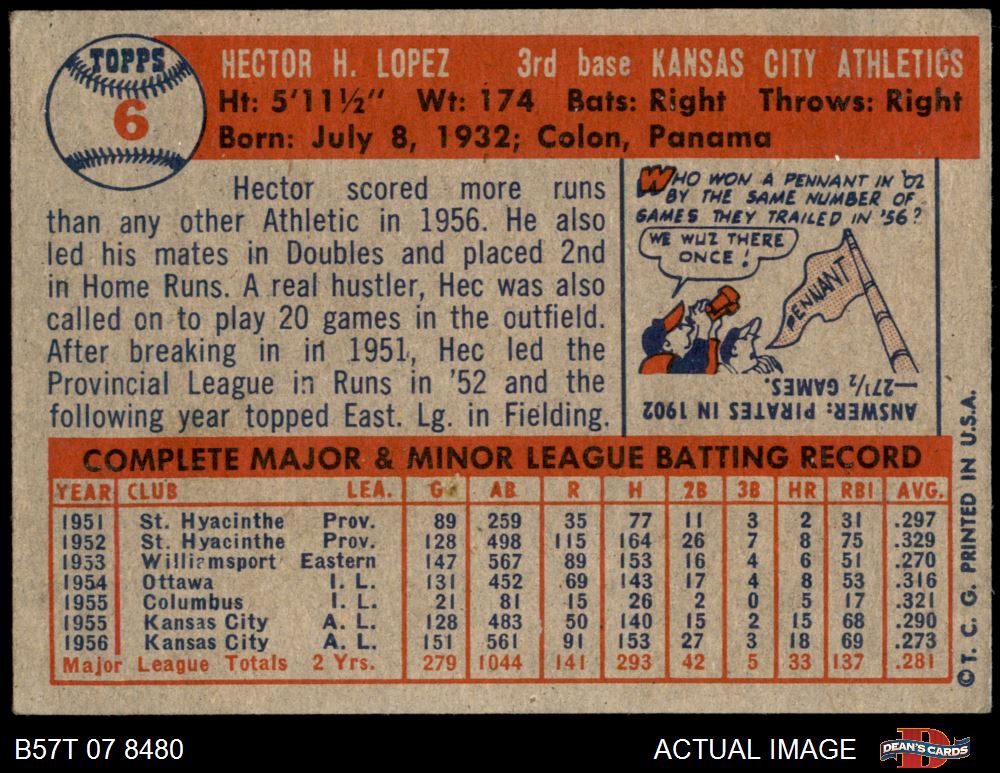 TOPPS
6
HECTOR H. LOPEZ 3rd base KANSAS CITY ATHLETICS
Ht: 5'11½" Wt: 174 Bats: Right Throws: Right
Born: July 8, 1932; Colon, Panama
Hector scored more runs
than any other Athletic in 1956. He also
led his mates in Doubles and placed 2nd
in Home Runs. A real hustler, Hec was also
called on to play 20 games in the outfield.
After breaking in in 1951, Hec led the
Provincial League in Runs in '52 and the
following year topped East. Lg. in Fielding.
WHO WON A PENNANT IN '02
BY THE SAME NUMBER OF
GAMES THEY TRAILED IN '56?
WE WUZ THERE
ONCE!
PENNANT
ANSWER: PIRATES IN 1902
—27½ GAMES.
COMPLETE MAJOR & MINOR LEAGUE BATTING RECORD
YEAR CLUB LEA. G AB R H 2B 3B HR RBI AVG.
1951 St. Hyacinthe Prov. 89 259 35 77 11 3 2 31 .297
1952 St. Hyacinthe Prov. 128 498 115 164 26 7 8 75 .329
1953 Williamsport Eastern 147 567 89 153 16 4 6 51 .270
1954 Ottawa I. L. 131 452 69 143 17 4 8 53 .316
1955 Columbus I. L. 21 81 15 26 2 0 5 17 .321
1955 Kansas City A. L. 128 483 50 140 15 2 15 68 .290
1956 Kansas City A. L. 151 561 91 153 27 3 18 69 .273
Major League Totals 2 Yrs. 279 1044 141 293 42 5 33 137 .281
©T. C. G. PRINTED IN U.S.A.
B57T 07 8480
ACTUAL IMAGE
DEAN'S CARDS